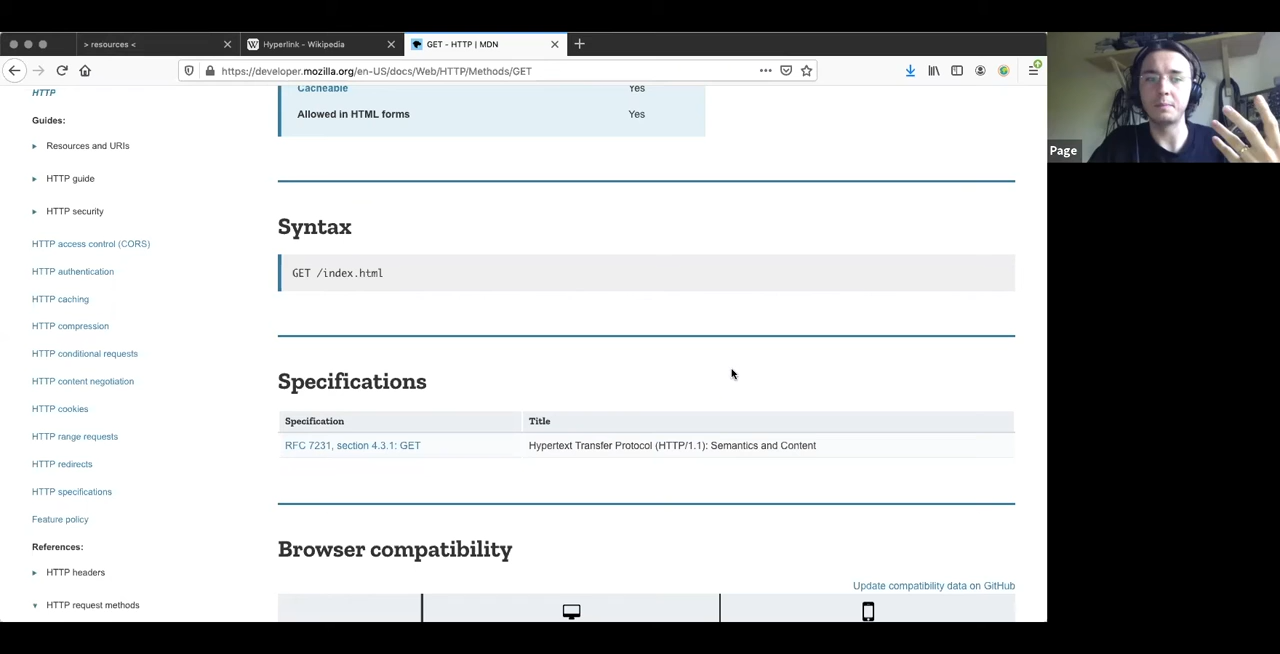 > resources <
Hyperlink - Wikipedia
GET - HTTP | MDN
https://developer.mozilla.org/en-US/docs/Web/HTTP/Methods/GET
Page
HTTP
Guides:
Resources and URIs
HTTP guide
HTTP security
HTTP access control (CORS)
HTTP authentication
HTTP caching
HTTP compression
HTTP conditional requests
HTTP content negotiation
HTTP cookies
HTTP range requests
HTTP redirects
HTTP specifications
Feature policy
References:
HTTP headers
HTTP request methods
Cacheable Yes
Allowed in HTML forms Yes
Syntax
GET /index.html
Specifications
Specification Title
RFC 7231, section 4.3.1: GET Hypertext Transfer Protocol (HTTP/1.1): Semantics and Content
Browser compatibility
Update compatibility data on GitHub